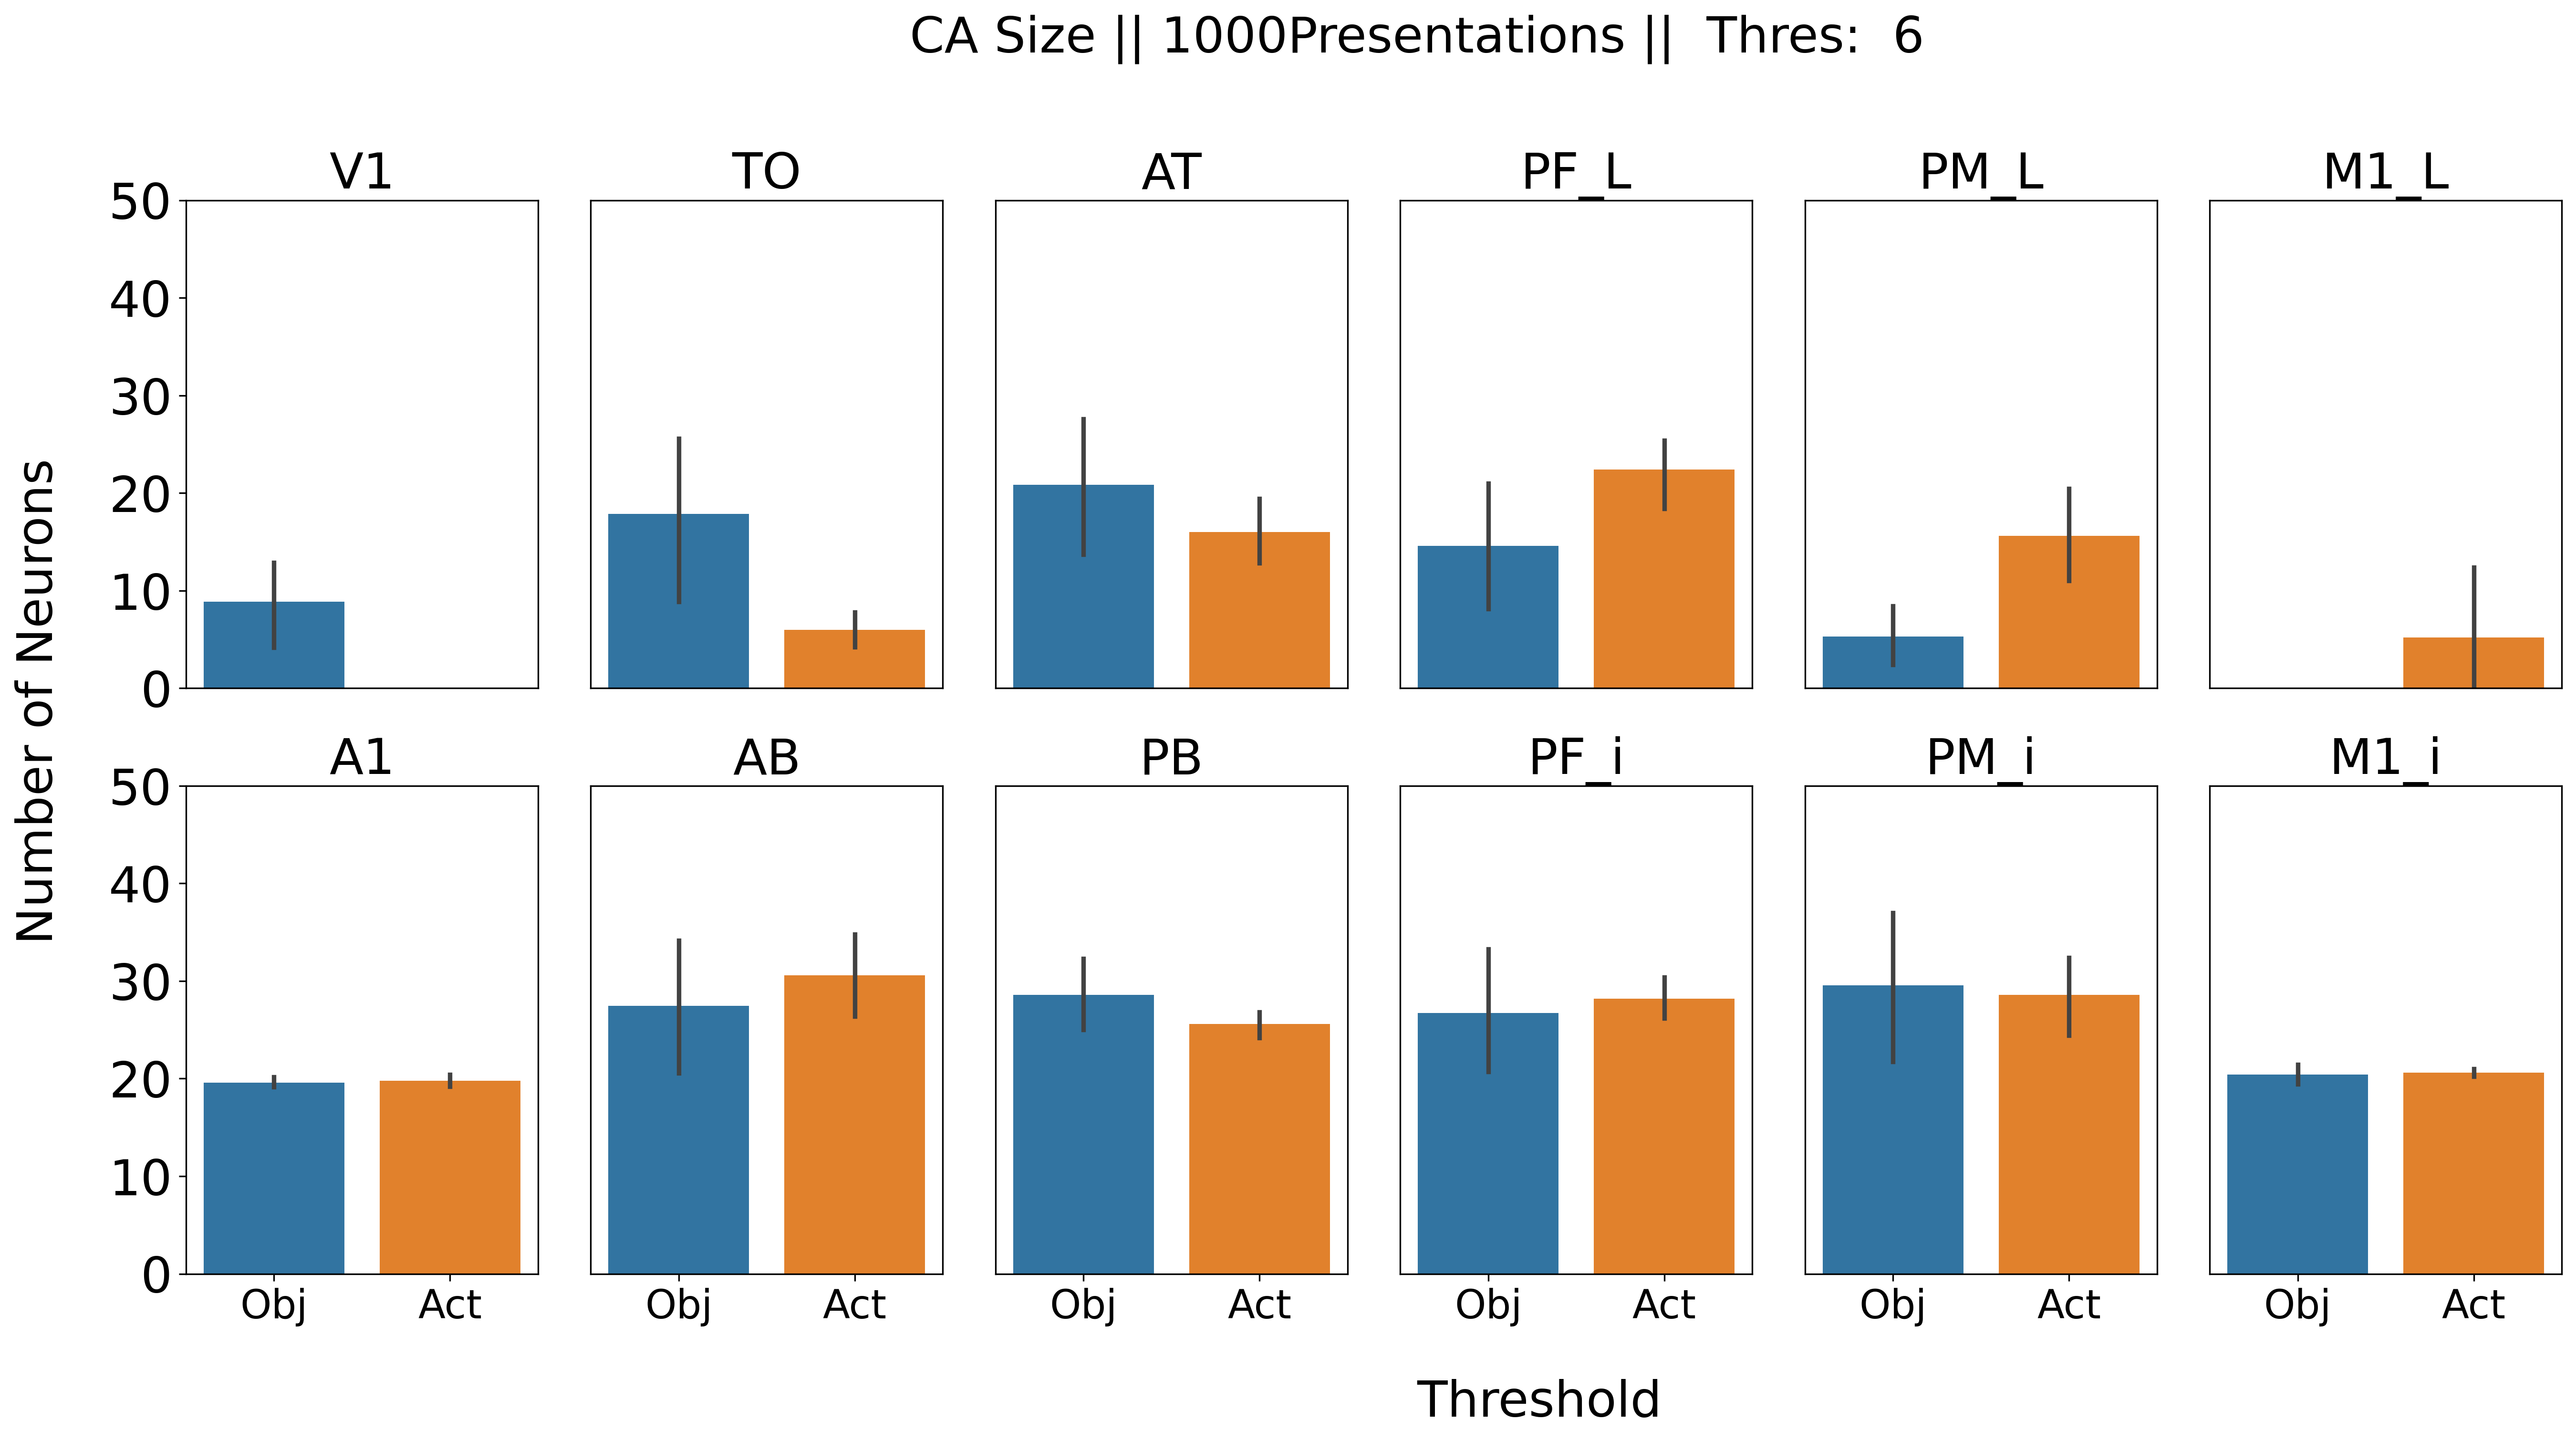 CA Size || 1000Presentations ||  Thres:  6
V1 TO AT PF_L PM_L M1_L
50
40
30
20
10
0
Number of Neurons
A1 AB PB PF_i PM_i M1_i
50
40
30
20
10
0
Obj Act Obj Act Obj Act Obj Act Obj Act Obj Act
Threshold